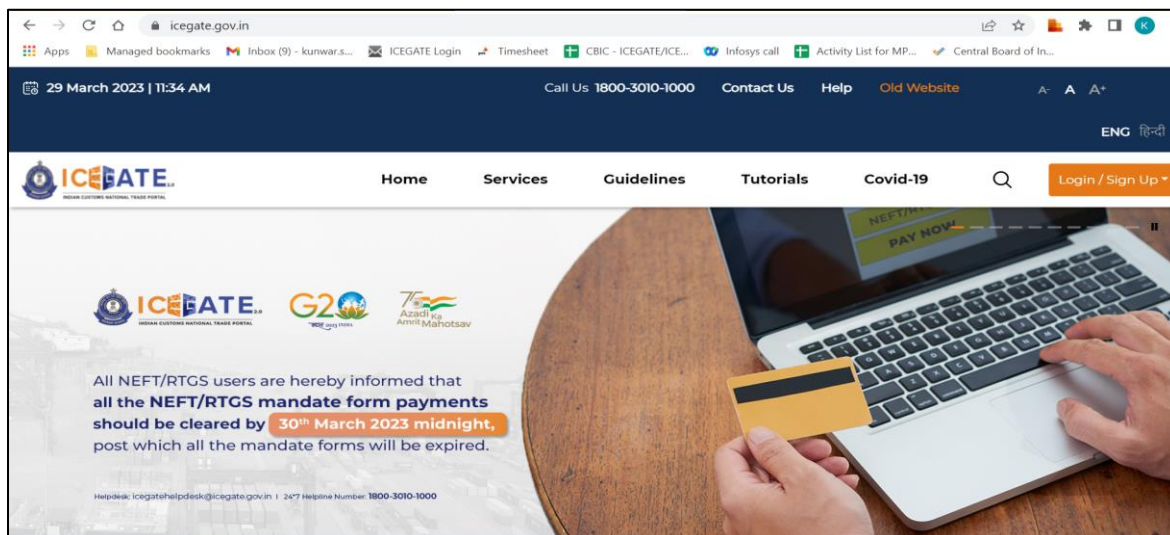 icegate.gov.in
K
Apps Managed bookmarks Inbox (9) - kunwar.s... ICEGATE Login Timesheet CBIC - ICEGATE/ICE... Infosys call Activity List for MP... Central Board of In...
29 March 2023 | 11:34 AM Call Us 1800-3010-1000 Contact Us Help Old Website A- A A+
ENG हिन्दी
ICEGATE 2.0
INDIAN CUSTOMS NATIONAL TRADE PORTAL
Home Services Guidelines Tutorials Covid-19 Login / Sign Up
PAY NOW
ICEGATE 2.0
INDIAN CUSTOMS NATIONAL TRADE PORTAL
G20
75
Azadi Ka
Amrit Mahotsav
All NEFT/RTGS users are hereby informed that
all the NEFT/RTGS mandate form payments
should be cleared by 30th March 2023 midnight,
post which all the mandate forms will be expired.
Helpdesk: icegatehelpdesk@icegate.gov.in | 24*7 Helpline Number: 1800-3010-1000